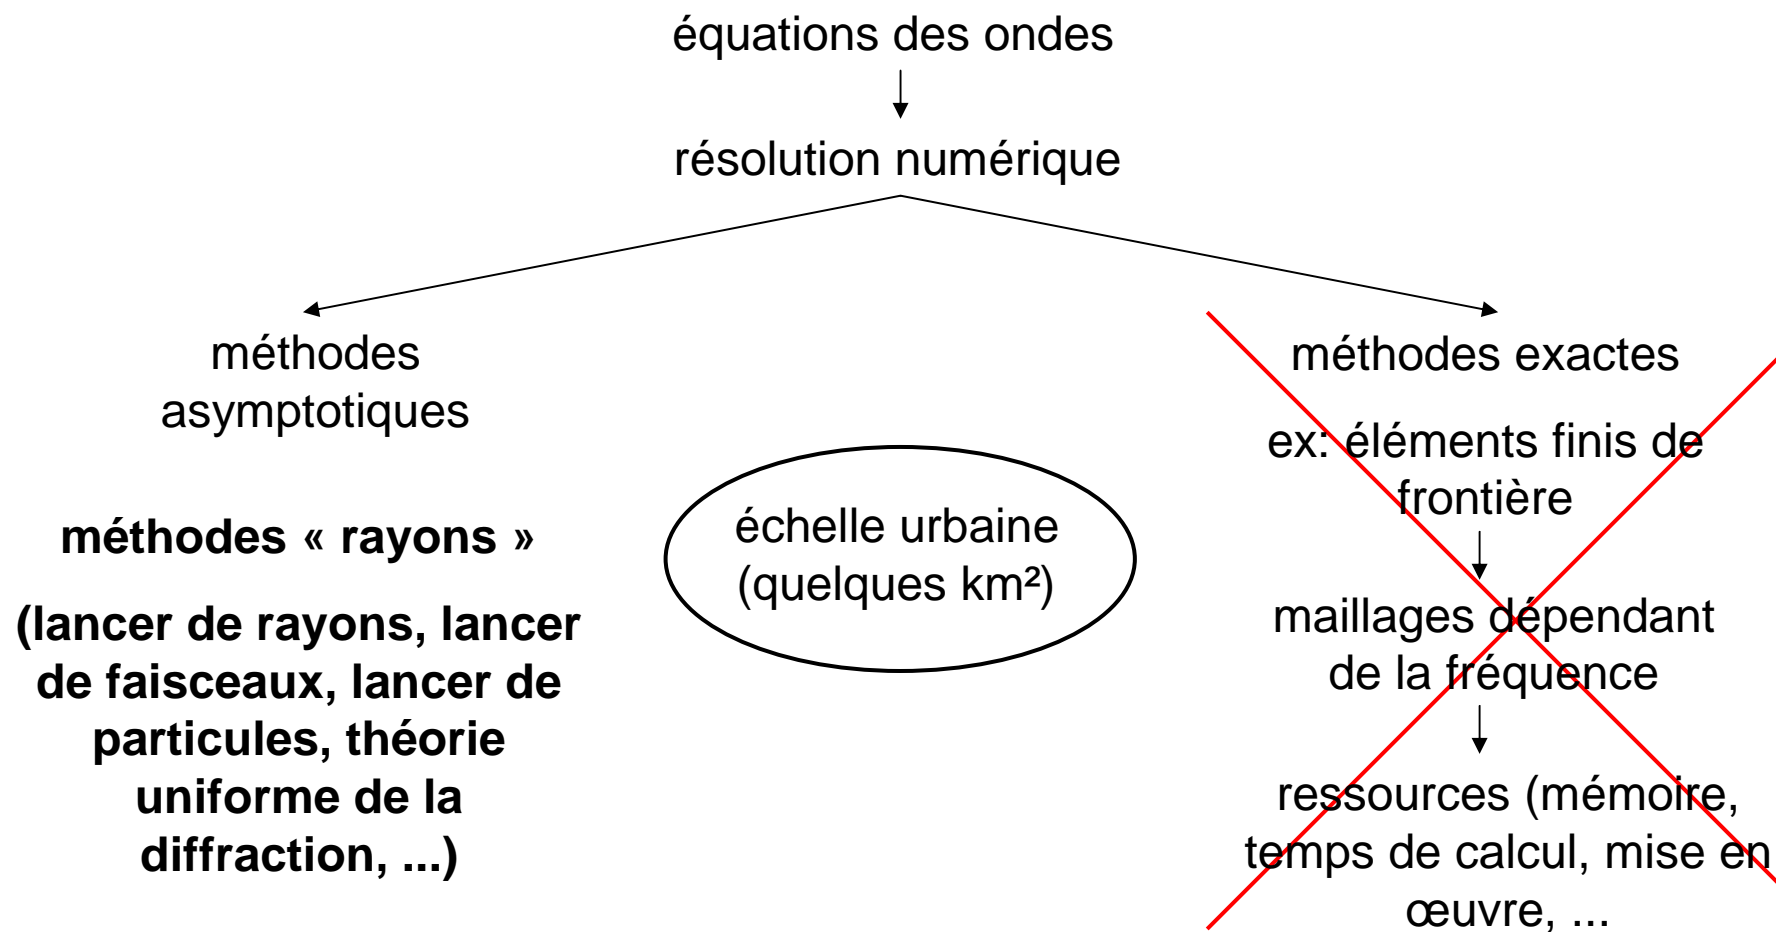 équations des ondes
résolution numérique
méthodes
asymptotiques
méthodes « rayons »
(lancer de rayons, lancer
de faisceaux, lancer de
particules, théorie
uniforme de la
diffraction, ...)
échelle urbaine
(quelques km²)
méthodes exactes
ex: éléments finis de
frontière
maillages dépendant
de la fréquence
ressources (mémoire,
temps de calcul, mise en
œuvre, ...